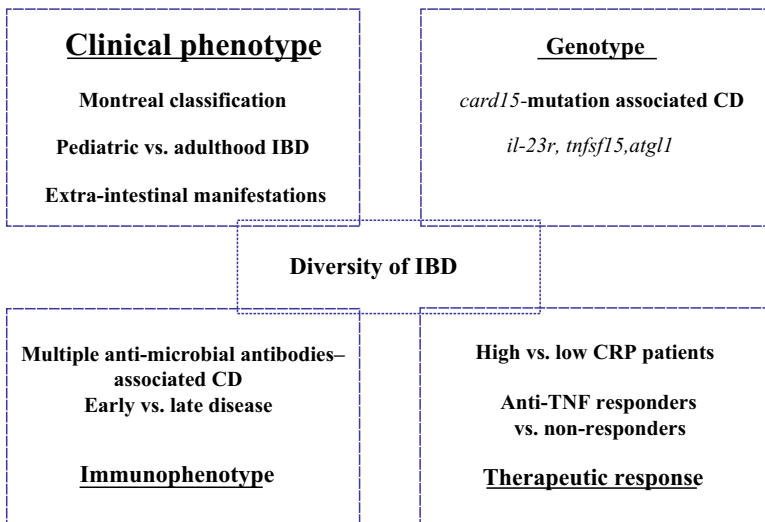 Clinical phenotype
Montreal classification
Pediatric vs. adulthood IBD
Extra-intestinal manifestations
Genotype
card15-mutation associated CD
il-23r, tnfsf15,atgl1
Diversity of IBD
Multiple anti-microbial antibodies–
associated CD
Early vs. late disease
Immunophenotype
High vs. low CRP patients
Anti-TNF responders
vs. non-responders
Therapeutic response